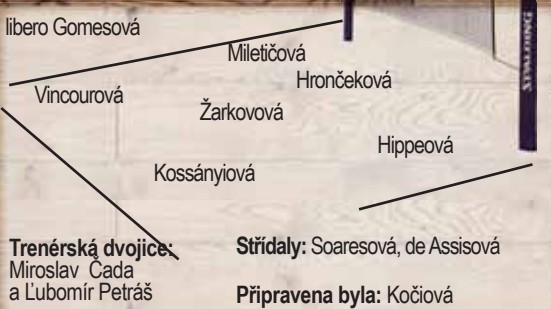 libero Gomesová
Miletičová
Hrončeková
Vincourová
Žarkovová
Hippeová
Kossányiová
Trenérská dvojice:
Miroslav Čada
a Ľubomír Petráš
Střídaly: Soaresová, de Assisová
Připravena byla: Kočiová
SPALDING